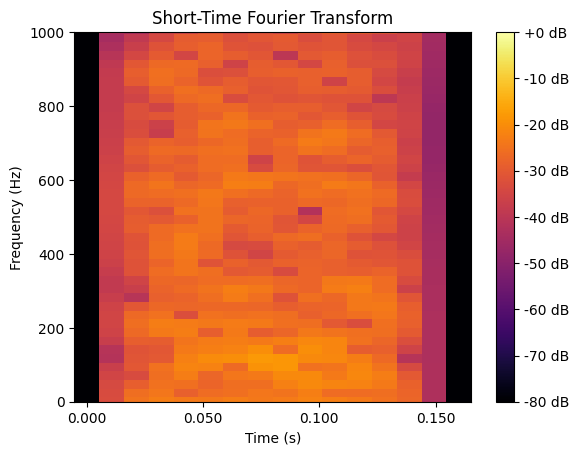 Short-Time Fourier Transform
1000
800
600
400
200
0
Frequency (Hz)
0.000
0.050
0.100
0.150
Time (s)
+0 dB
-10 dB
-20 dB
-30 dB
-40 dB
-50 dB
-60 dB
-70 dB
-80 dB